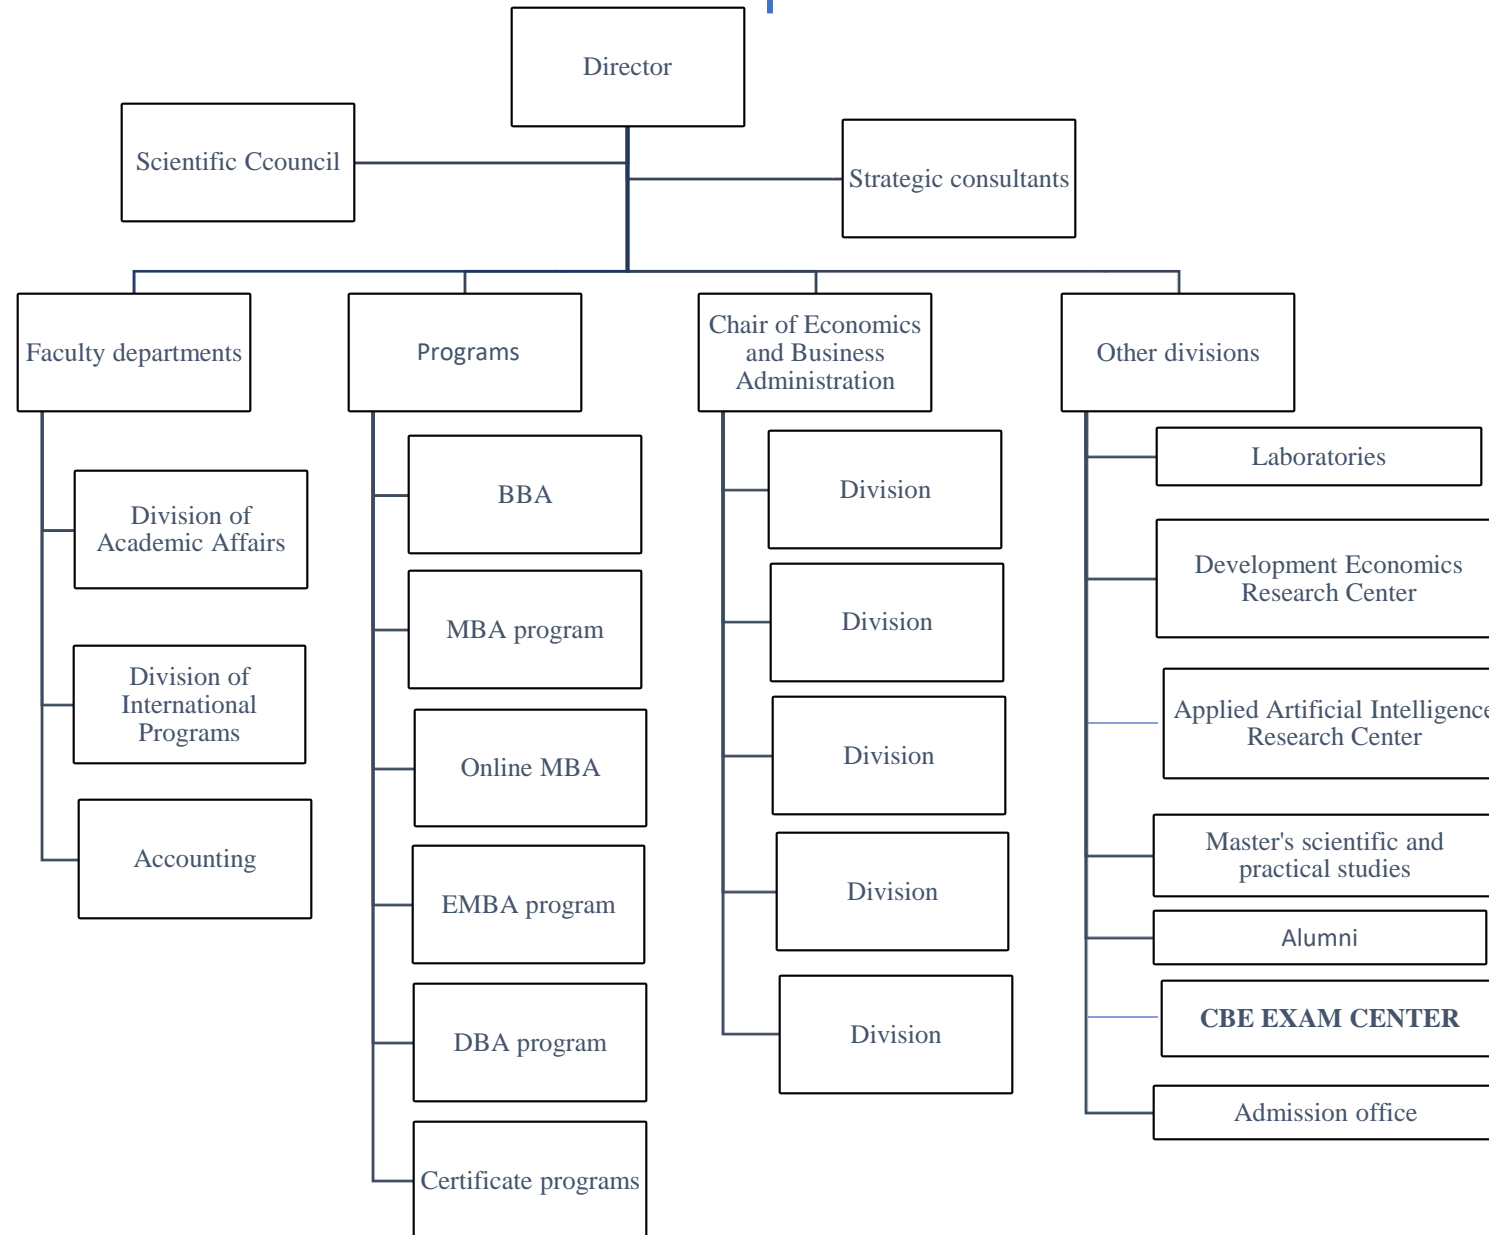 Director
Scientific Ccouncil
Strategic consultants
Faculty departments
Programs
Chair of Economics
and Business
Administration
Other divisions
Division of
Academic Affairs
Division of
International
Programs
Accounting
BBA
MBA program
Online MBA
EMBA program
DBA program
Certificate programs
Division
Division
Division
Division
Division
Laboratories
Development Economics
Research Center
Applied Artificial Intelligence
Research Center
Master's scientific and
practical studies
Alumni
CBE EXAM CENTER
Admission office